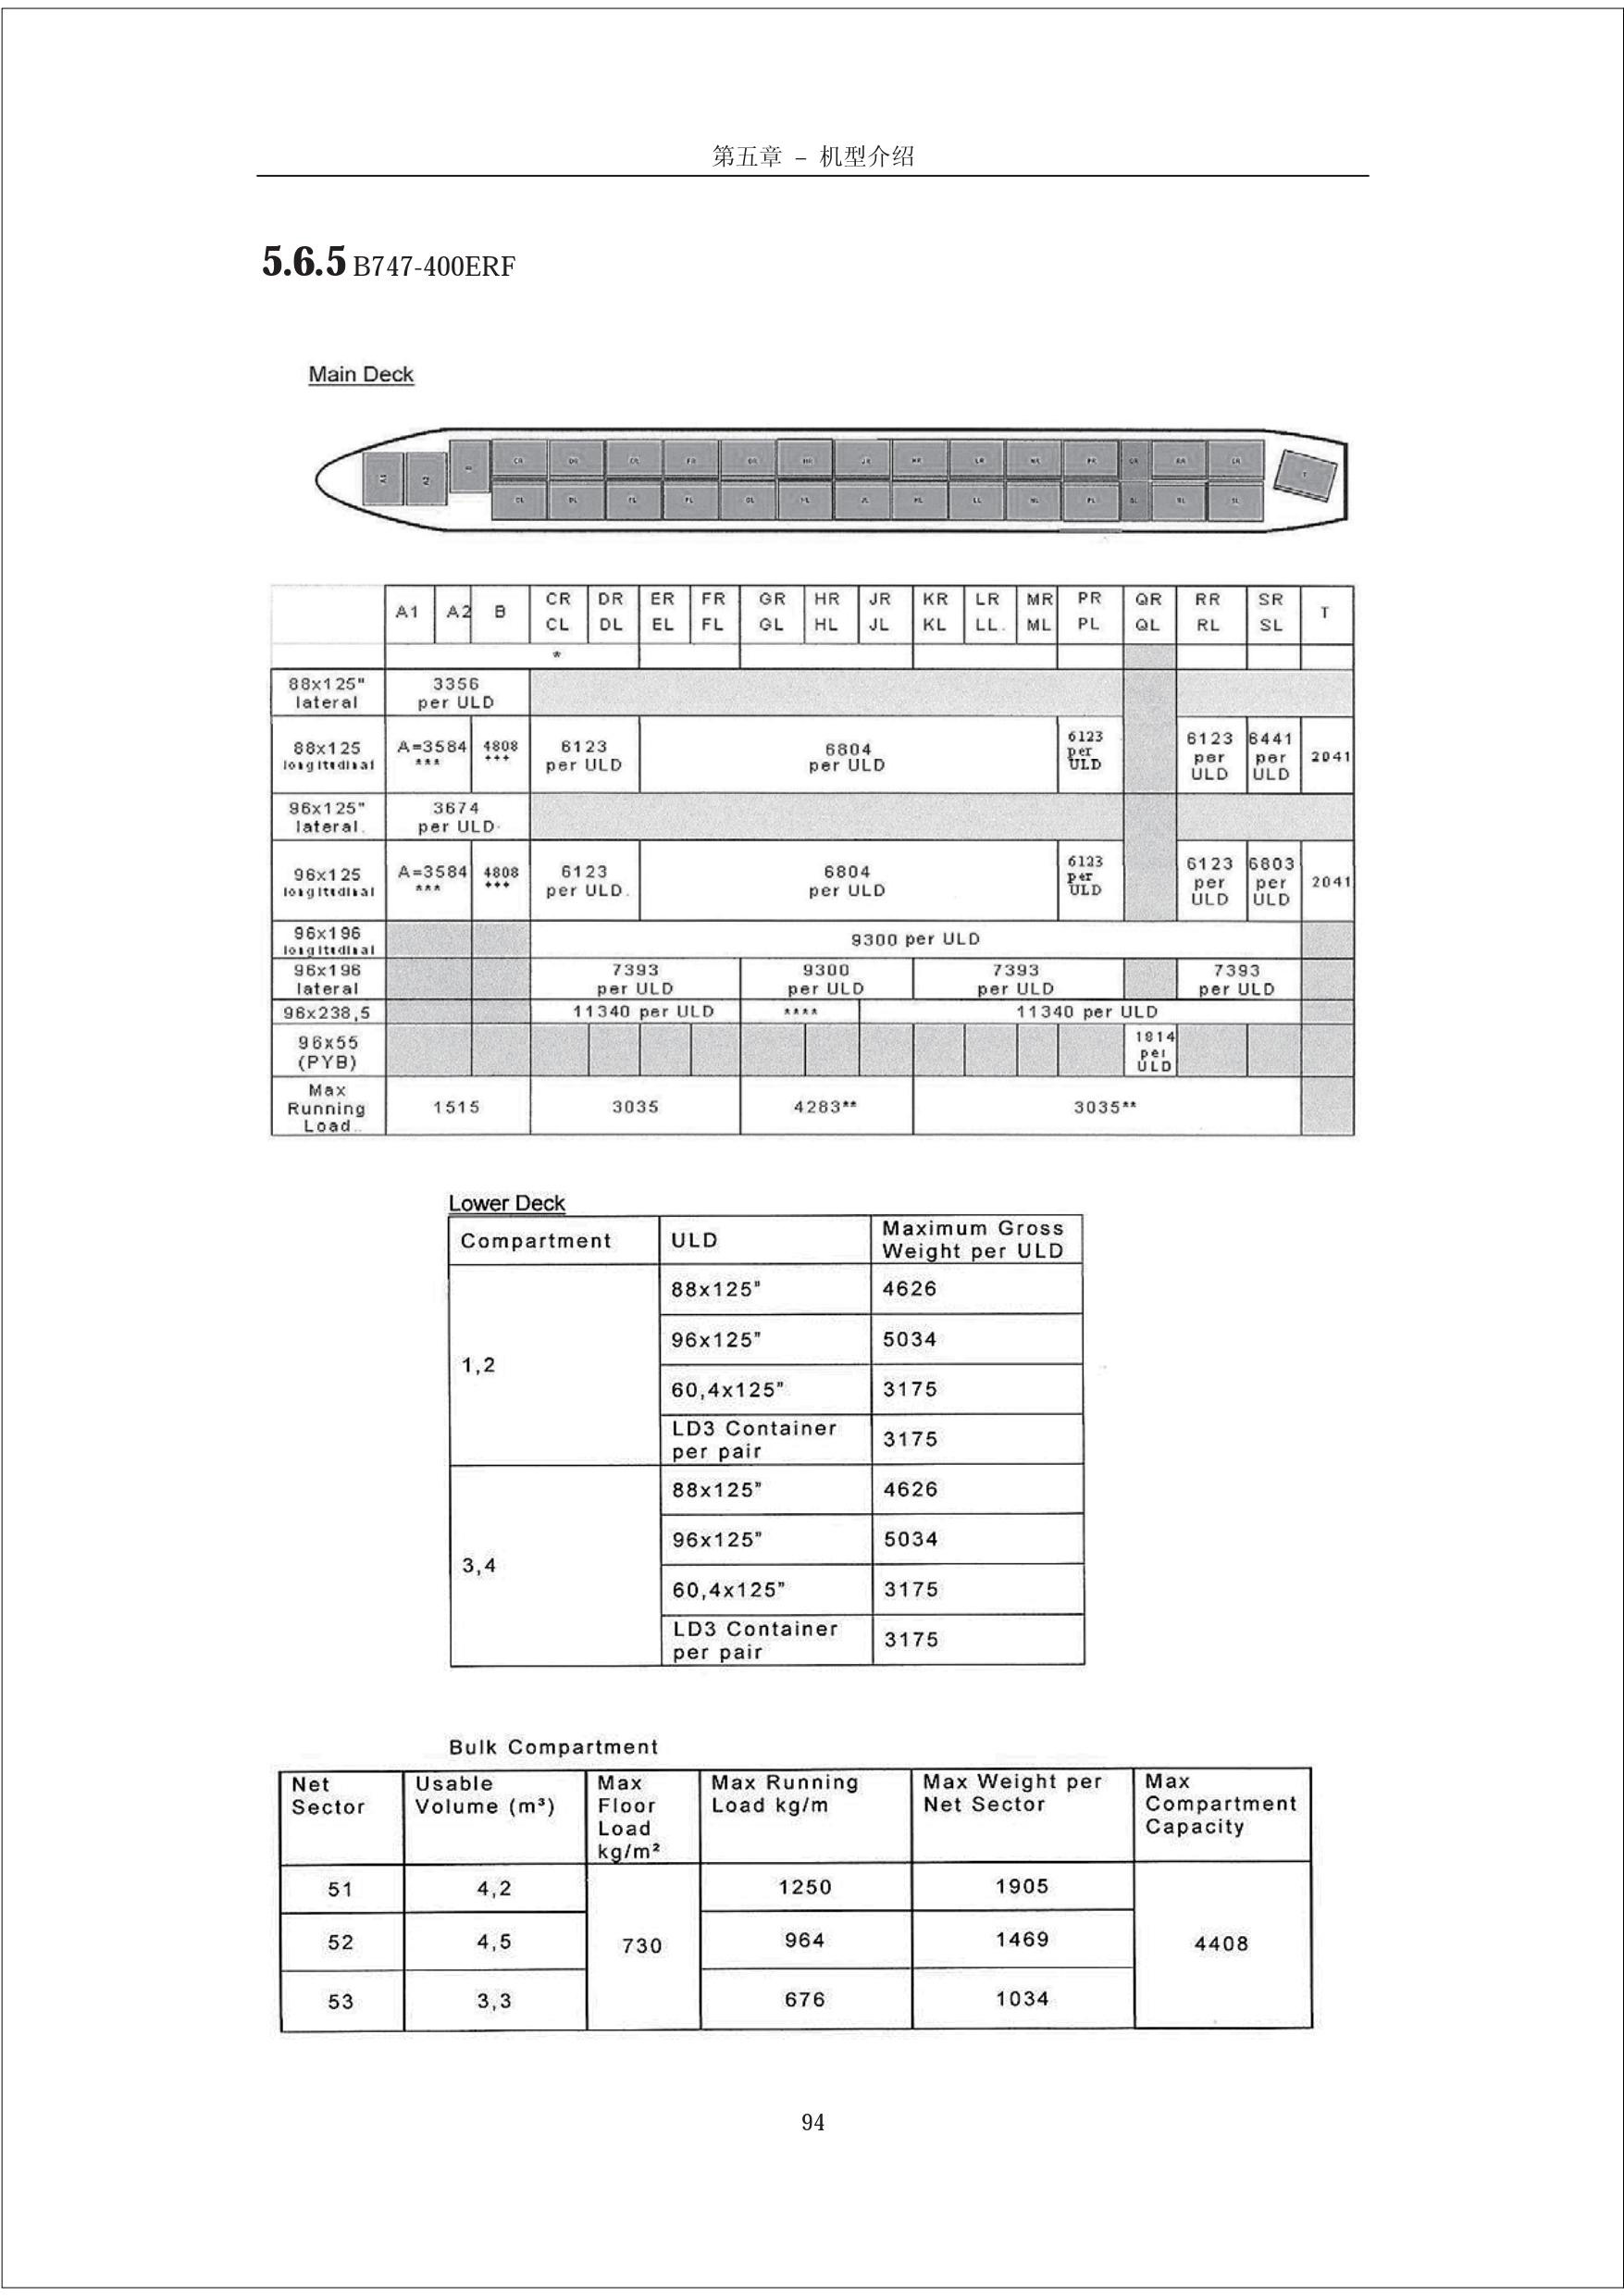 第五章 – 机型介绍
5.6.5 B747-400ERF
Main Deck
A1 A2 B CR DR ER FR GR HR JR KR LR MR PR QR RR SR T
CL DL EL FL GL HL JL KL LL. ML PL QL RL SL
*
88x125" 3356
lateral per ULD
88x125 A=3584 4808 6123 6804 6123 6123 6441 2041
longitudinal *** +++ per ULD per ULD per ULD per ULD per ULD
96x125" 3674
lateral. per ULD
96x125 A=3584 4808 6123 6804 6123 6123 6803 2041
longitudinal *** +++ per ULD. per ULD per ULD per ULD per ULD
96x196 9300 per ULD
longitudinal
96x196 7393 9300 7393 7393
lateral per ULD per ULD per ULD per ULD
96x238,5 11340 per ULD **** 11340 per ULD
96x55 1814
(PYB) per ULD
Max
Running 1515 3035 4283** 3035**
Load..
Lower Deck
Compartment ULD Maximum Gross
Weight per ULD
1,2
88x125" 4626
96x125" 5034
60,4x125" 3175
LD3 Container 3175
per pair
3,4
88x125" 4626
96x125" 5034
60,4x125" 3175
LD3 Container 3175
per pair
Bulk Compartment
Net Usable Max Max Running Max Weight per Max
Sector Volume (m³) Floor Load kg/m Net Sector Compartment
Load Capacity
kg/m²
51 4,2 1250 1905
52 4,5 730 964 1469 4408
53 3,3 676 1034
94